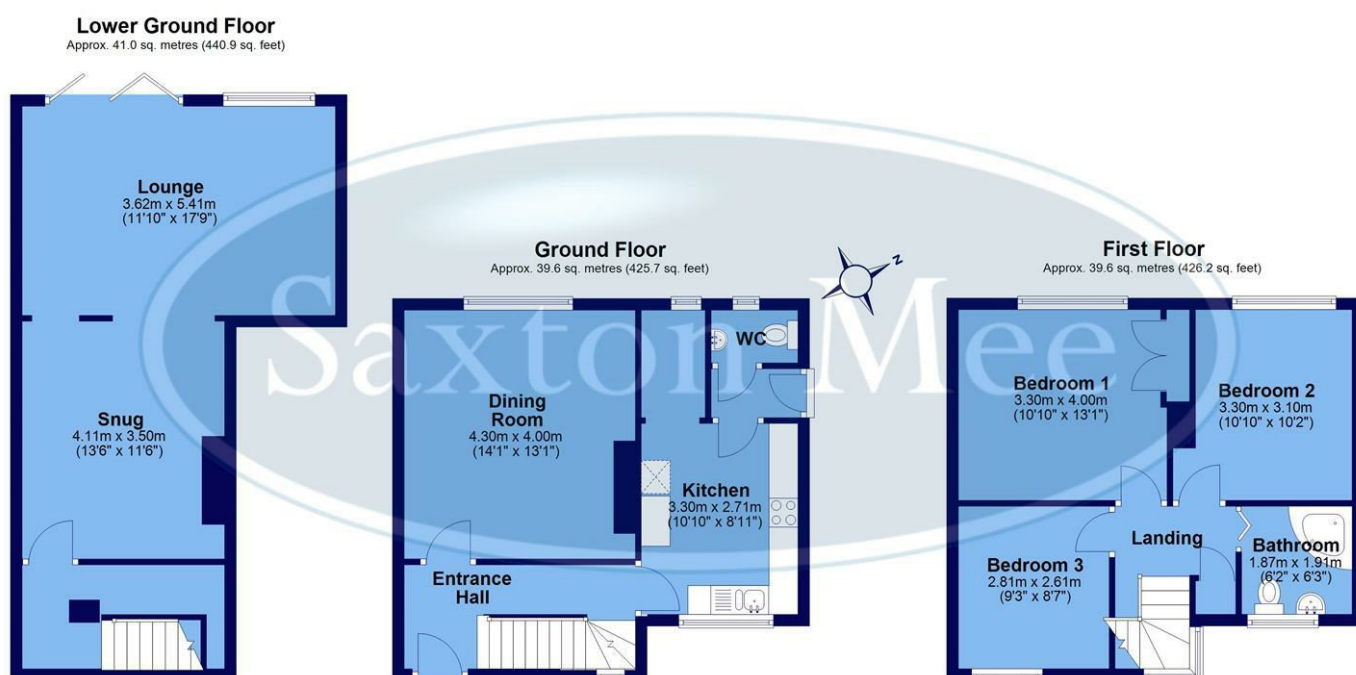 Lower Ground Floor
Approx. 41.0 sq. metres (440.9 sq. feet)
Lounge
3.62m x 5.41m
(11'10" x 17'9")
Snug
4.11m x 3.50m
(13'6" x 11'6")
Ground Floor
Approx. 39.6 sq. metres (425.7 sq. feet)
WC
Dining
Room
4.30m x 4.00m
(14'1" x 13'1")
Kitchen
3.30m x 2.71m
(10'10" x 8'11")
Entrance
Hall
N
First Floor
Approx. 39.6 sq. metres (426.2 sq. feet)
Bedroom 1
3.30m x 4.00m
(10'10" x 13'1")
Bedroom 2
3.30m x 3.10m
(10'10" x 10'2")
Bedroom 3
2.81m x 2.61m
(9'3" x 8'7")
Landing
Bathroom
1.87m x 1.91m
(6'2" x 6'3")
Saxton Mee